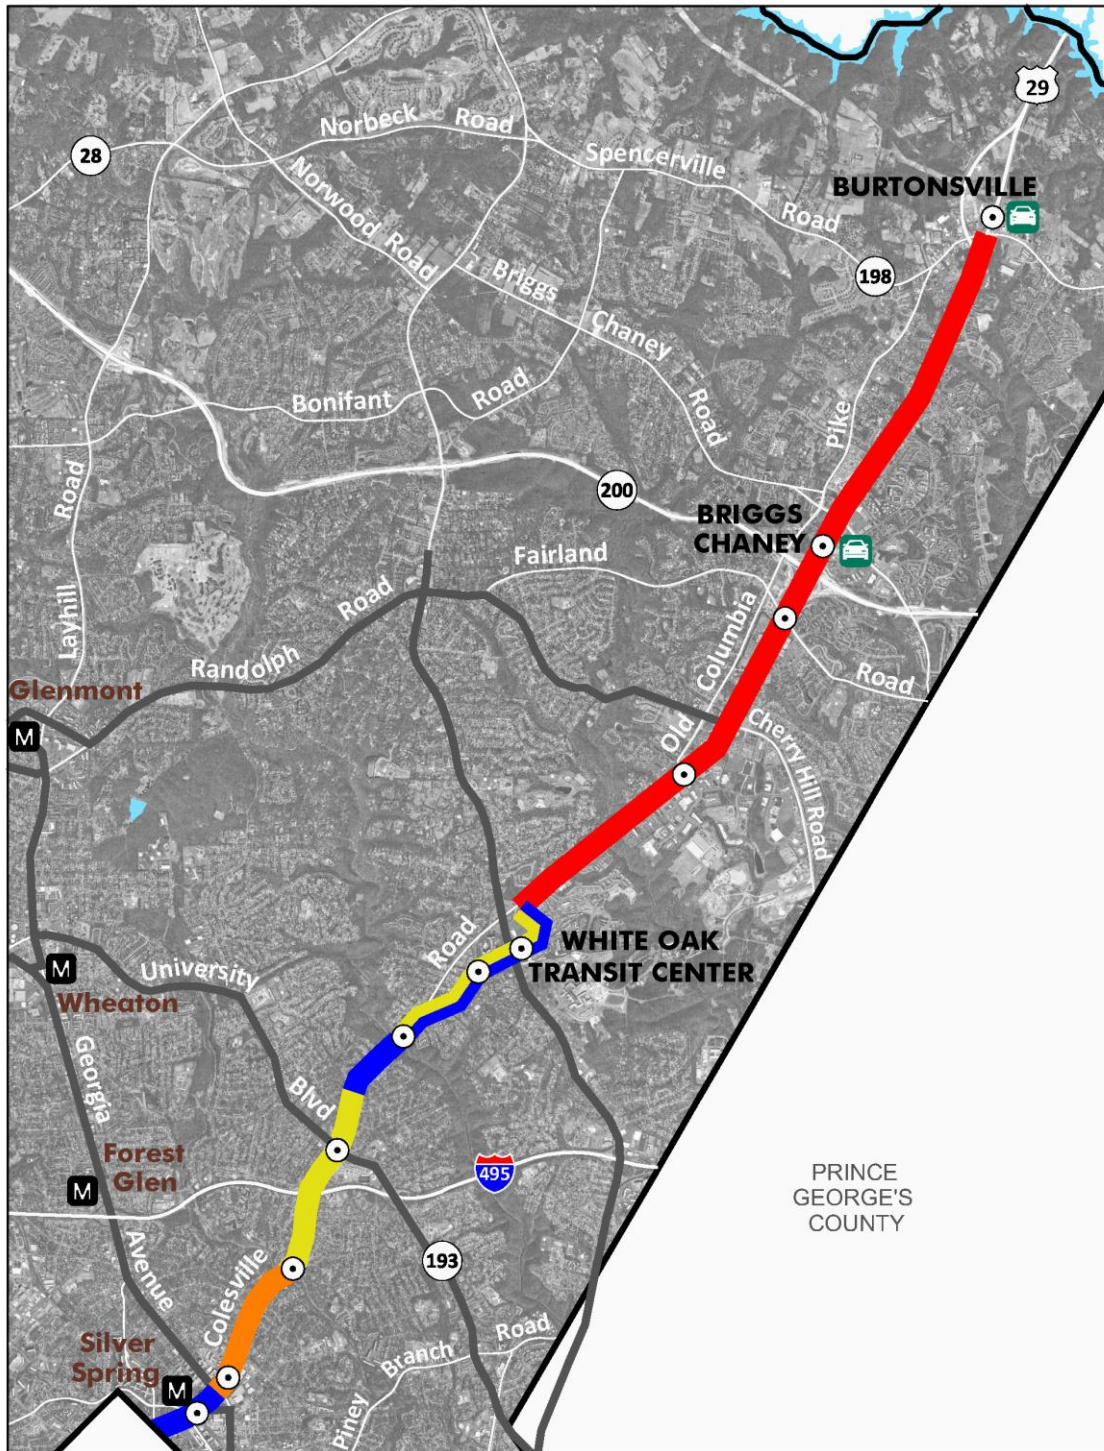 29
Norbeck Road
28
Spencerville Road
BURTONSVILLE
Norwood Road
198
Briggs Chaney Road
Bonifant Road
Pike
200
BRIGGS
CHANEY
Fairland Road
Layhill Road
Randolph Road
Columbia
Old
Glenmont
M
Cherry Hill Road
WHITE OAK
TRANSIT CENTER
Road
M
University Blvd
Wheaton
Georgia Avenue
Forest
Glen
M
495
PRINCE
GEORGE'S
COUNTY
193
Colesville
Silver
Spring
M
Piney Branch Road